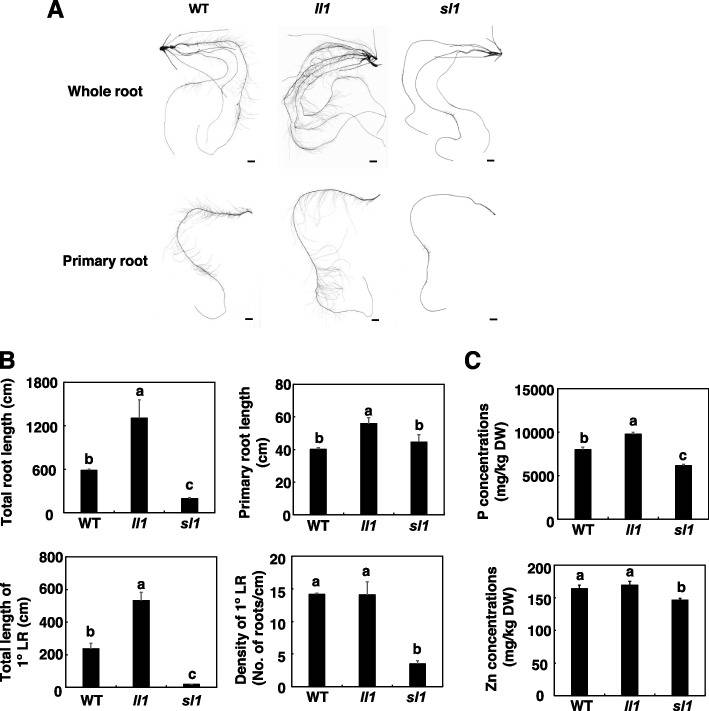 A
WT
ll1
sl1
Whole root
Primary root
B
Total root length (cm)
1800
1200
600
0
b
a
c
WT
ll1
sl1
Primary root length
(cm)
80
60
40
20
0
b
a
b
WT
ll1
sl1
Total length of
1° LR (cm)
800
600
400
200
0
b
a
c
WT
ll1
sl1
Density of 1° LR
(No. of roots/cm)
20
15
10
5
0
a
a
b
WT
ll1
sl1
C
P concentrations
(mg/kg DW)
15000
10000
5000
0
b
a
c
WT
ll1
sl1
Zn concentrations
(mg/kg DW)
200
150
100
50
0
a
a
b
WT
ll1
sl1